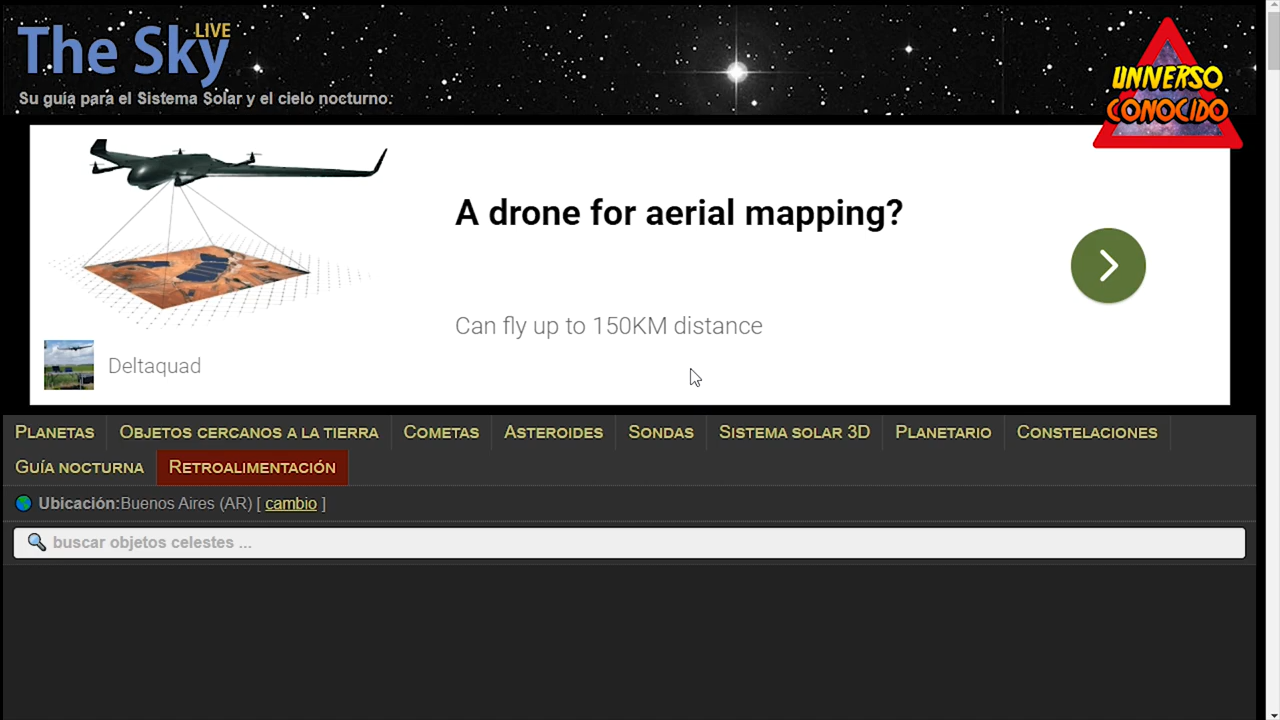 The Sky LIVE
Su guía para el Sistema Solar y el cielo nocturno.
UNIVERSO
CONOCIDO
A drone for aerial mapping?
Can fly up to 150KM distance
Deltaquad
PLANETAS OBJETOS CERCANOS A LA TIERRA COMETAS ASTEROIDES SONDAS SISTEMA SOLAR 3D PLANETARIO CONSTELACIONES
GUÍA NOCTURNA RETROALIMENTACIÓN
Ubicación:Buenos Aires (AR) [ cambio ]
buscar objetos celestes ...